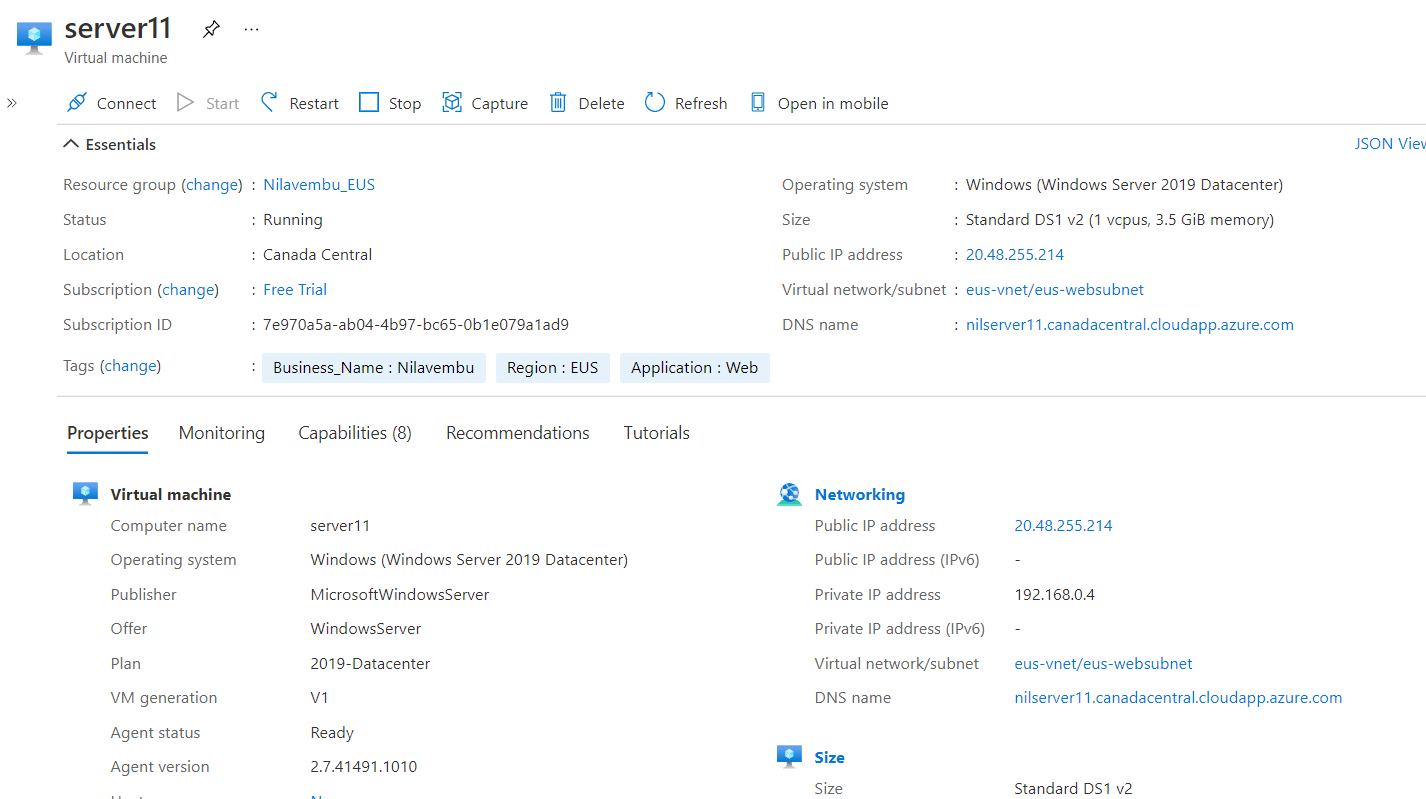 server11 ...
Virtual machine
Connect Start Restart Stop Capture Delete Refresh Open in mobile
Essentials
JSON View
Resource group (change) : Nilavembu_EUS
Status : Running
Location : Canada Central
Subscription (change) : Free Trial
Subscription ID : 7e970a5a-ab04-4b97-bc65-0b1e079a1ad9
Operating system : Windows (Windows Server 2019 Datacenter)
Size : Standard DS1 v2 (1 vcpus, 3.5 GiB memory)
Public IP address : 20.48.255.214
Virtual network/subnet : eus-vnet/eus-websubnet
DNS name : nilserver11.canadacentral.cloudapp.azure.com
Tags (change) : Business_Name : Nilavembu Region : EUS Application : Web
Properties Monitoring Capabilities (8) Recommendations Tutorials
Virtual machine
Computer name server11
Operating system Windows (Windows Server 2019 Datacenter)
Publisher MicrosoftWindowsServer
Offer WindowsServer
Plan 2019-Datacenter
VM generation V1
Agent status Ready
Agent version 2.7.41491.1010
Networking
Public IP address 20.48.255.214
Public IP address (IPv6) -
Private IP address 192.168.0.4
Private IP address (IPv6) -
Virtual network/subnet eus-vnet/eus-websubnet
DNS name nilserver11.canadacentral.cloudapp.azure.com
Size
Size Standard DS1 v2